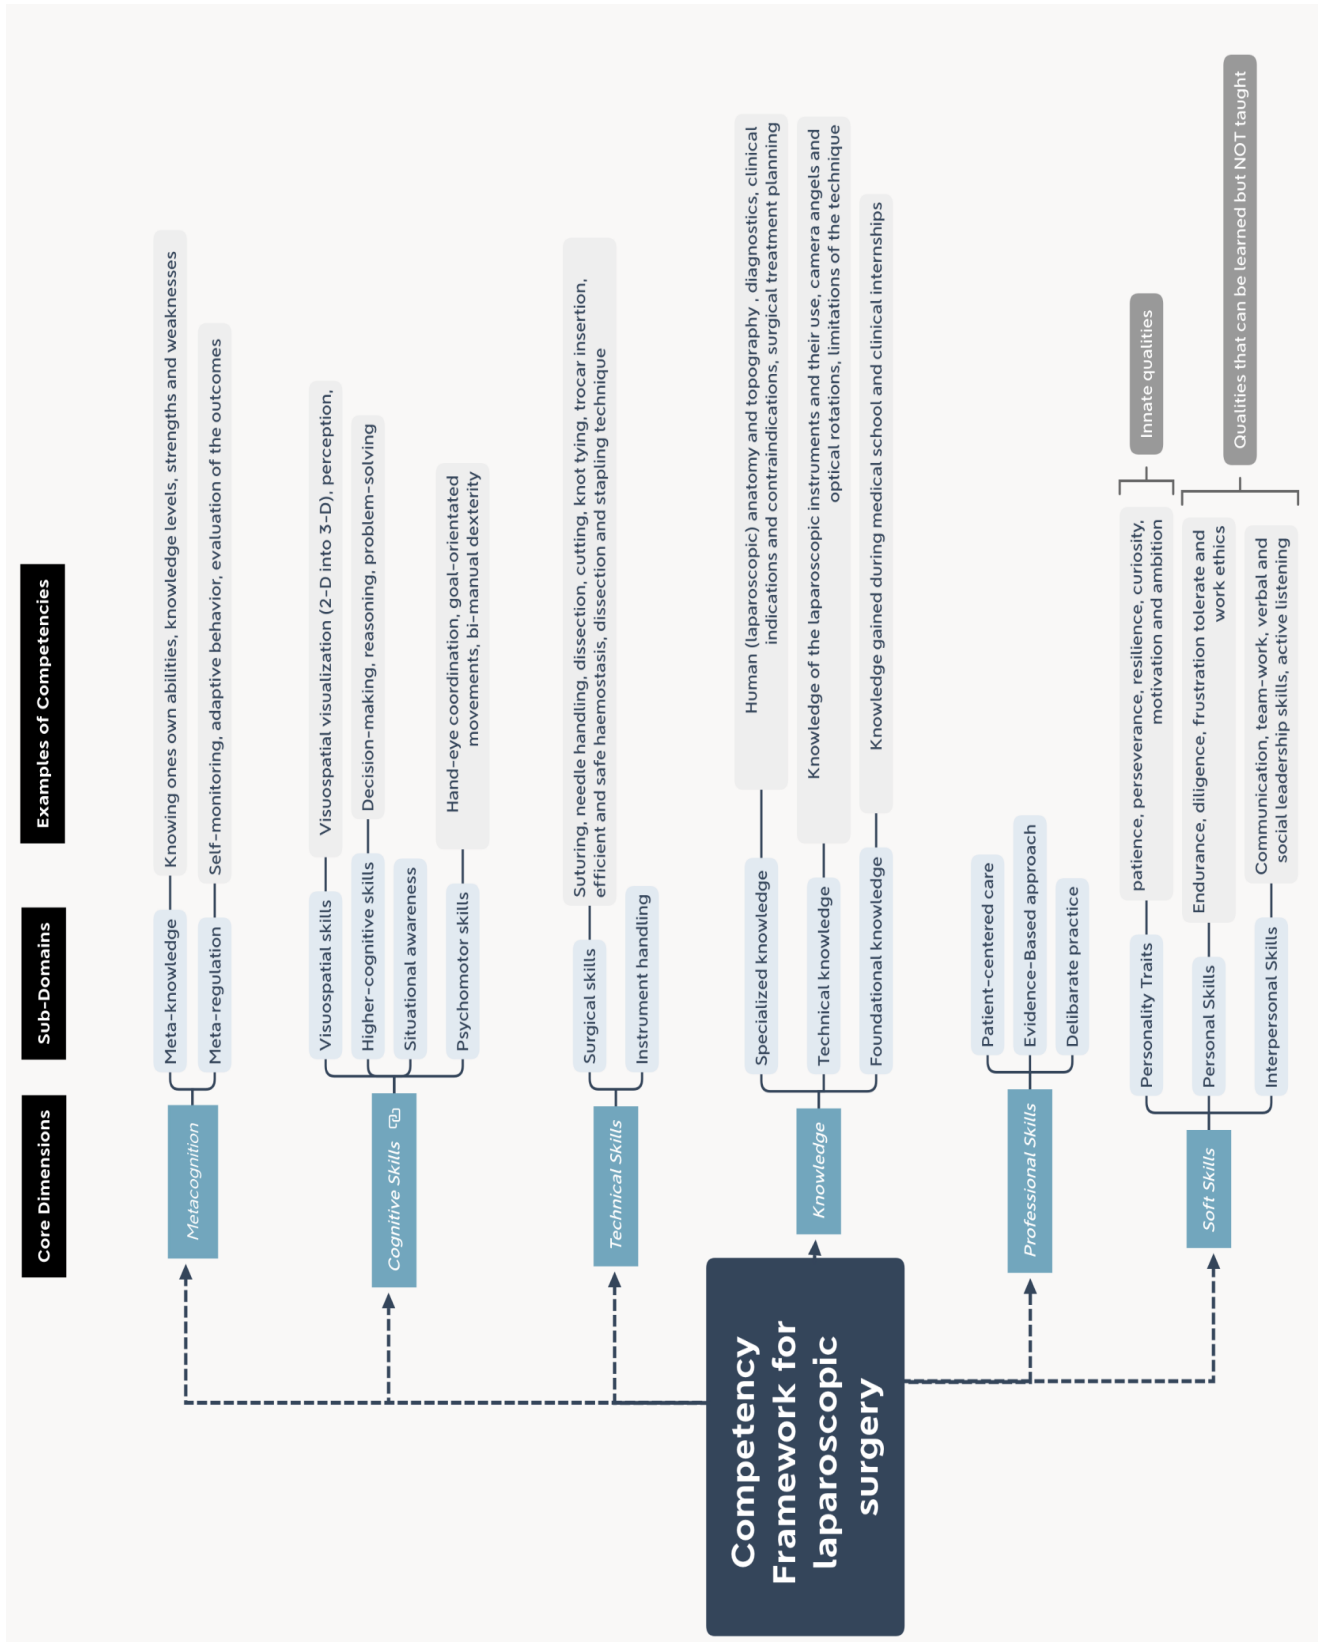 Core Dimensions
Sub-Domains
Examples of Competencies
Competency
Framework for
laparoscopic
surgery
Metacognition
Meta-knowledge
Knowing ones own abilities, knowledge levels, strengths and weaknesses
Meta-regulation
Self-monitoring, adaptive behavior, evaluation of the outcomes
Cognitive Skills
Visuospatial skills
Visuospatial visualization (2-D into 3-D), perception,
Higher-cognitive skills
Decision-making, reasoning, problem-solving
Situational awareness
Psychomotor skills
Hand-eye coordination, goal-orientated
movements, bi-manual dexterity
Technical Skills
Surgical skills
Suturing, needle handling, dissection, cutting, knot tying, trocar insertion,
efficient and safe haemostasis, dissection and stapling technique
Instrument handling
Knowledge
Specialized knowledge
Human (laparoscopic) anatomy and topography , diagnostics, clinical
indications and contraindications, surgical treatment planning
Technical knowledge
Knowledge of the laparoscopic instruments and their use, camera angels and
optical rotations, limitations of the technique
Foundational knowledge
Knowledge gained during medical school and clinical internships
Professional Skills
Patient-centered care
Evidence-Based approach
Delibarate practice
Soft Skills
Personality Traits
patience, perseverance, resilience, curiosity,
motivation and ambition
Innate qualities
Personal Skills
Endurance, diligence, frustration tolerate and
work ethics
Interpersonal Skills
Communication, team-work, verbal and
social leadership skills, active listening
Qualities that can be learned but NOT taught